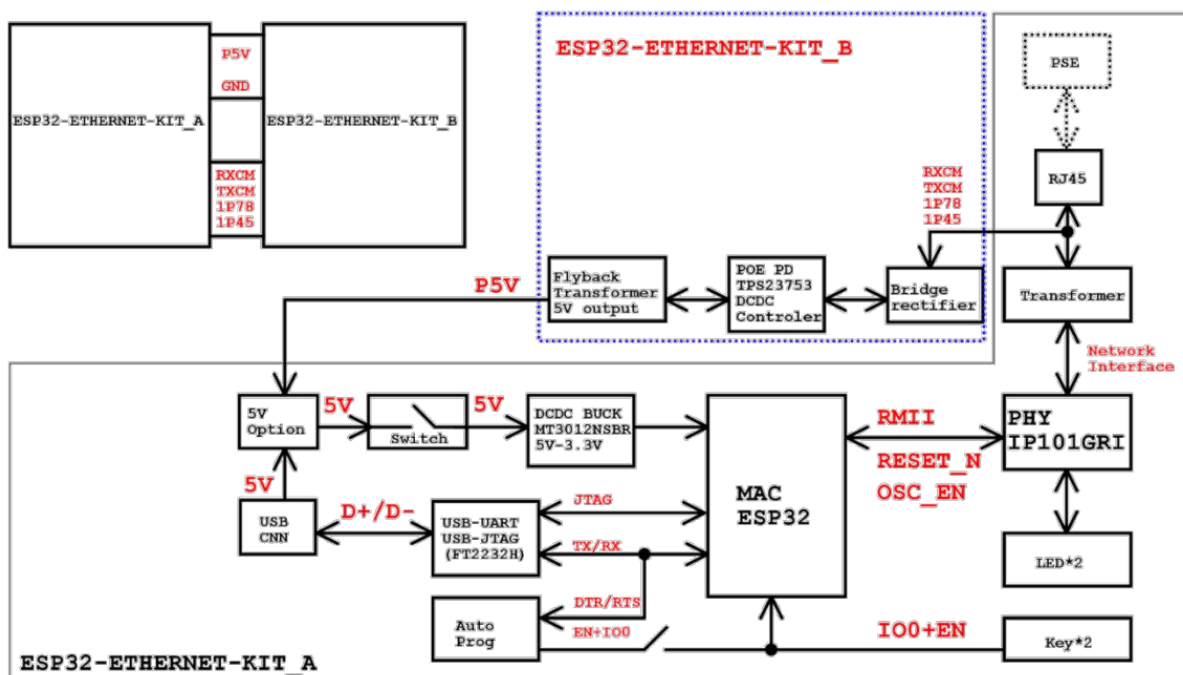 ESP32-ETHERNET-KIT_A
P5V
GND
RXCM
TXCM
1P78
1P45
ESP32-ETHERNET-KIT_B
ESP32-ETHERNET-KIT_B
PSE
RJ45
RXCM
TXCM
1P78
1P45
P5V
Flyback
Transformer
5V output
POE PD
TPS23753
DCDC
Controler
Bridge
rectifier
Transformer
Network
Interface
5V
Option
5V
Switch
5V
DCDC BUCK
MT3012NSBR
5V-3.3V
MAC
ESP32
RMII
RESET_N
OSC_EN
PHY
IP101GRI
5V
USB
CNN
D+/D-
USB-UART
USB-JTAG
(FT2232H)
JTAG
TX/RX
LED*2
DTR/RTS
Auto
Prog
EN+IO0
IO0+EN
Key*2
ESP32-ETHERNET-KIT_A